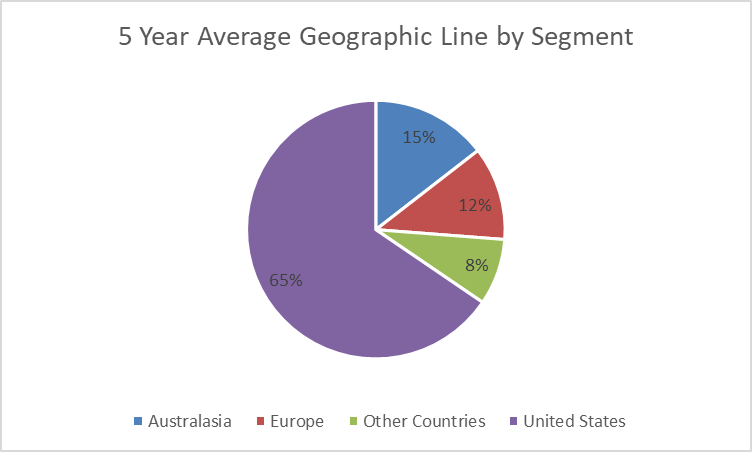 5 Year Average Geographic Line by Segment
15%
12%
8%
65%
Australasia Europe Other Countries United States